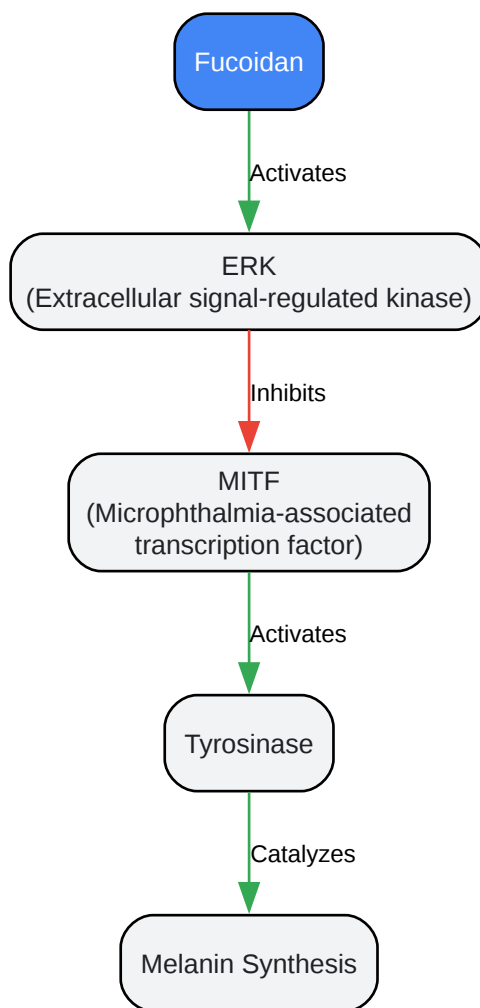 Fucoidan
Activates
ERK
(Extracellular signal-regulated kinase)
Inhibits
MITF
(Microphthalmia-associated
transcription factor)
Activates
Tyrosinase
Catalyzes
Melanin Synthesis